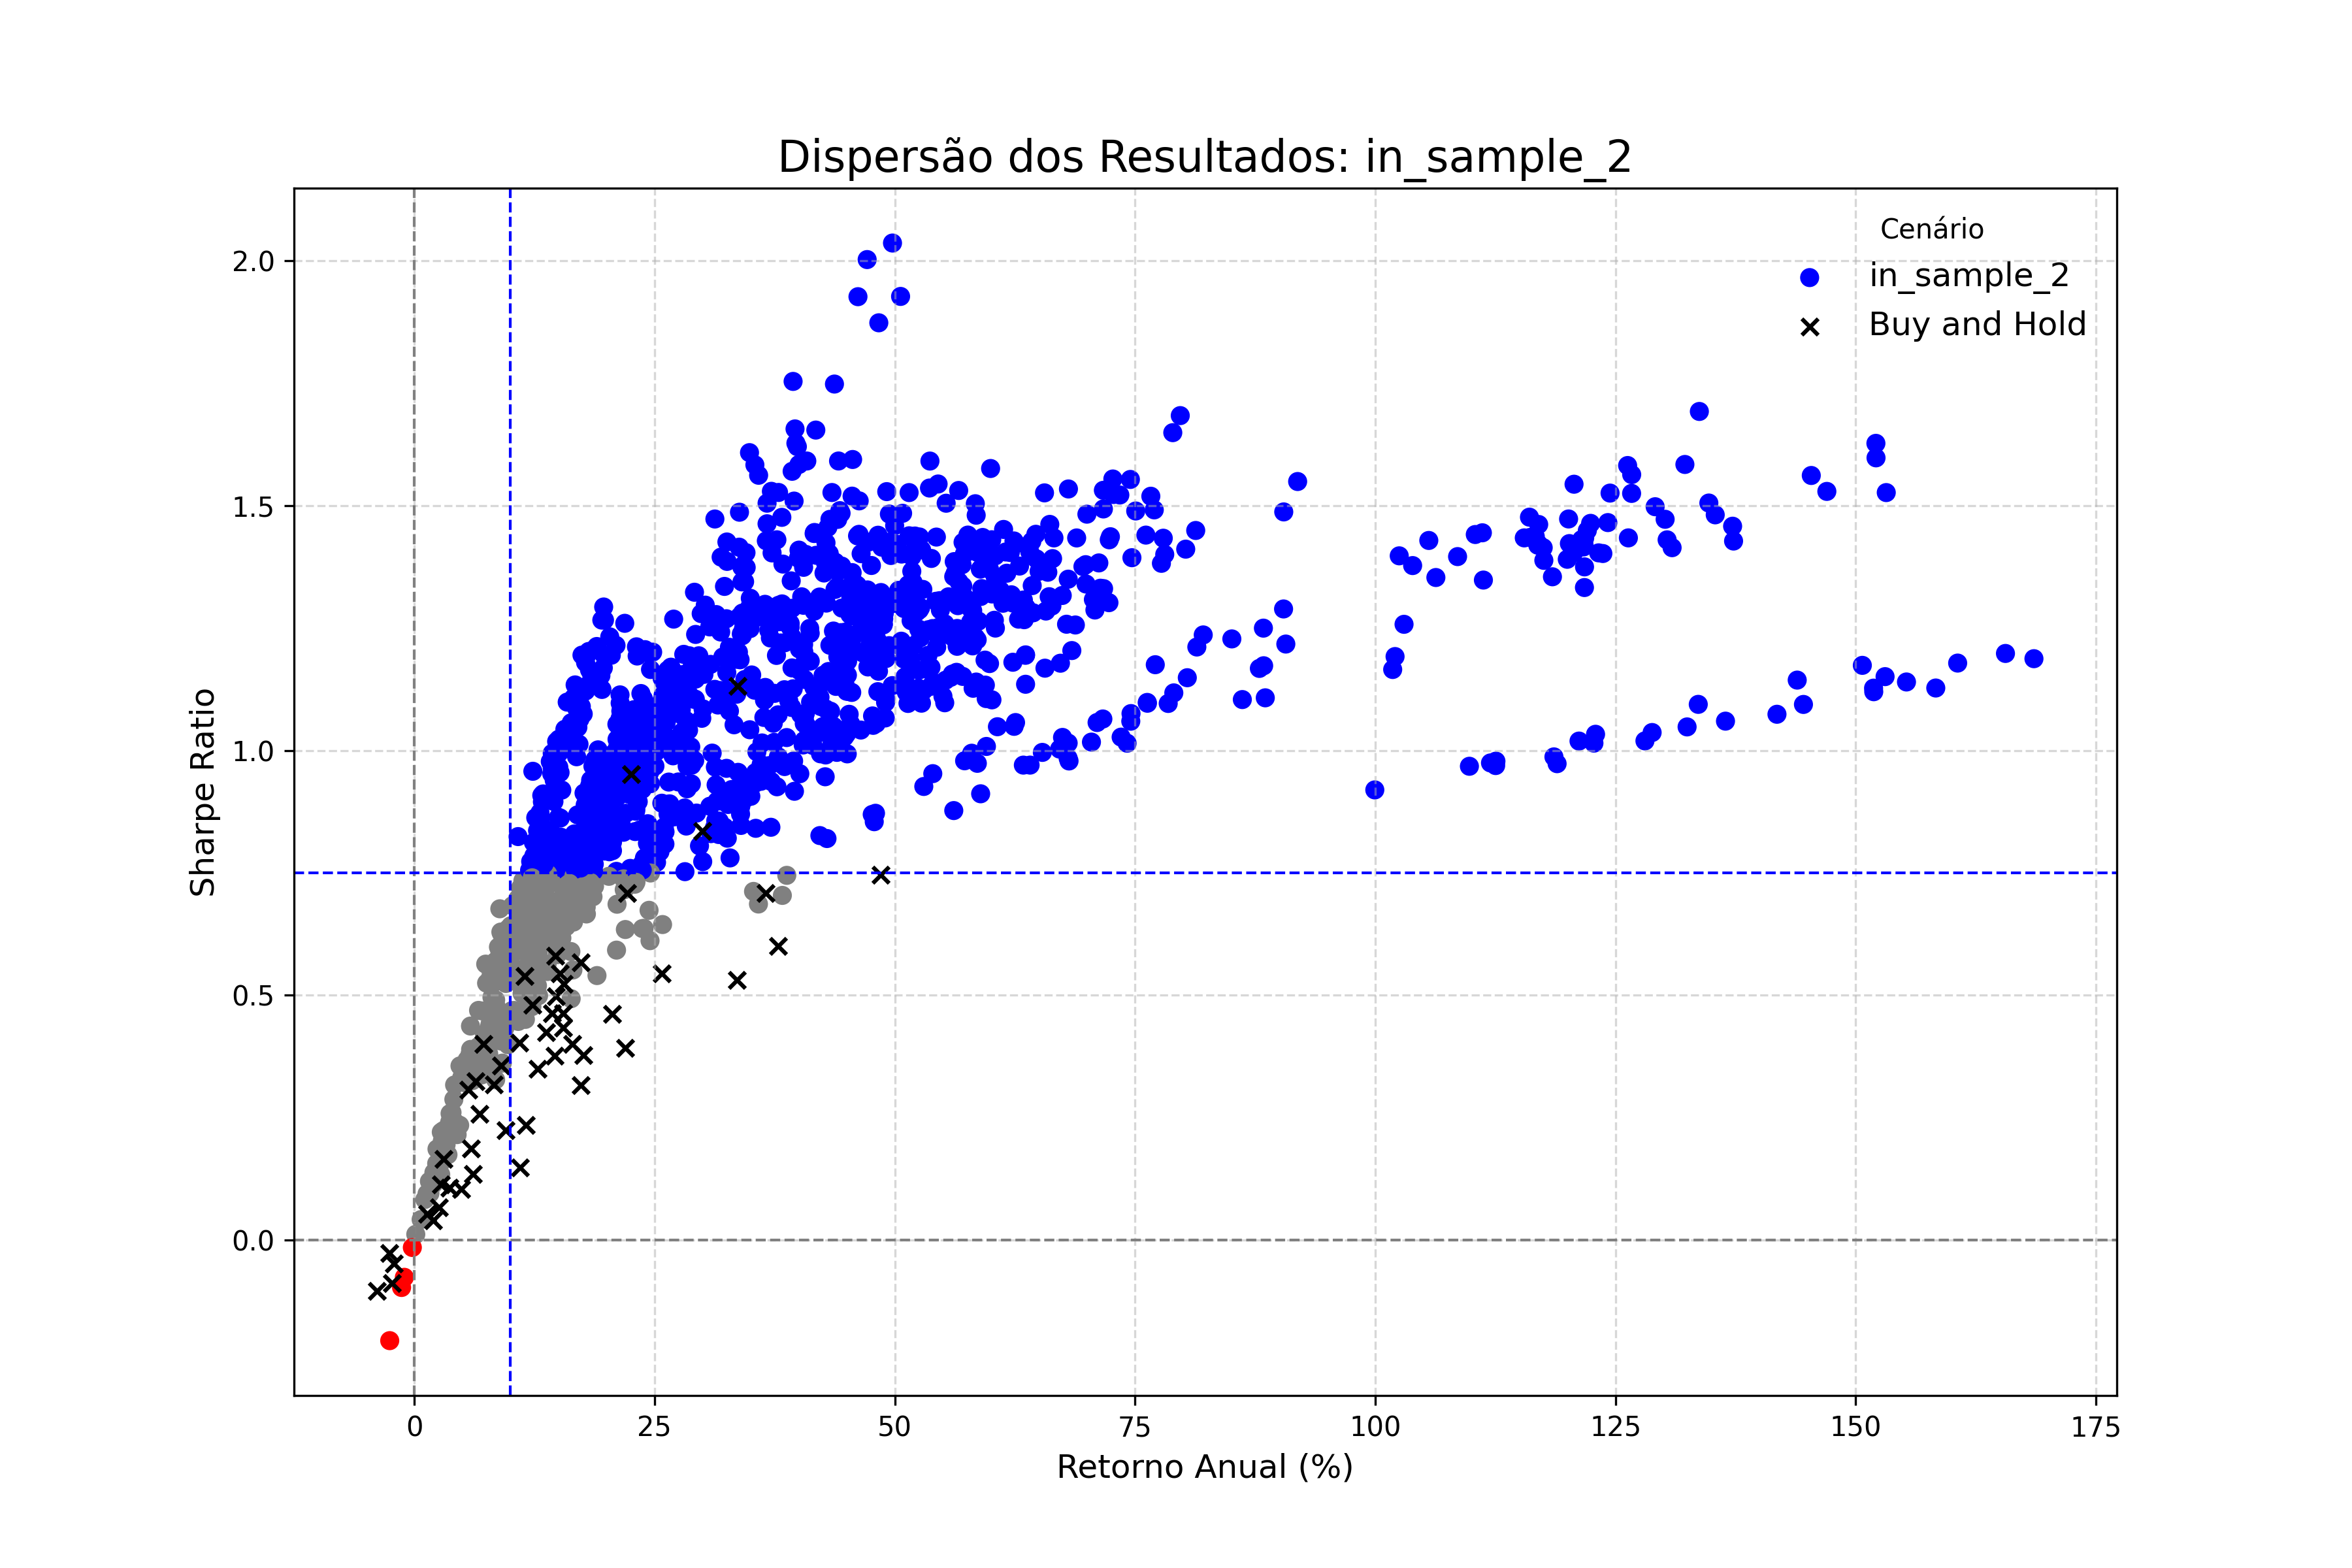 Dispersão dos Resultados: in_sample_2
Cenário
in_sample_2
Buy and Hold
Sharpe Ratio
2.0
1.5
1.0
0.5
0.0
0 25 50 75 100 125 150 175
Retorno Anual (%)